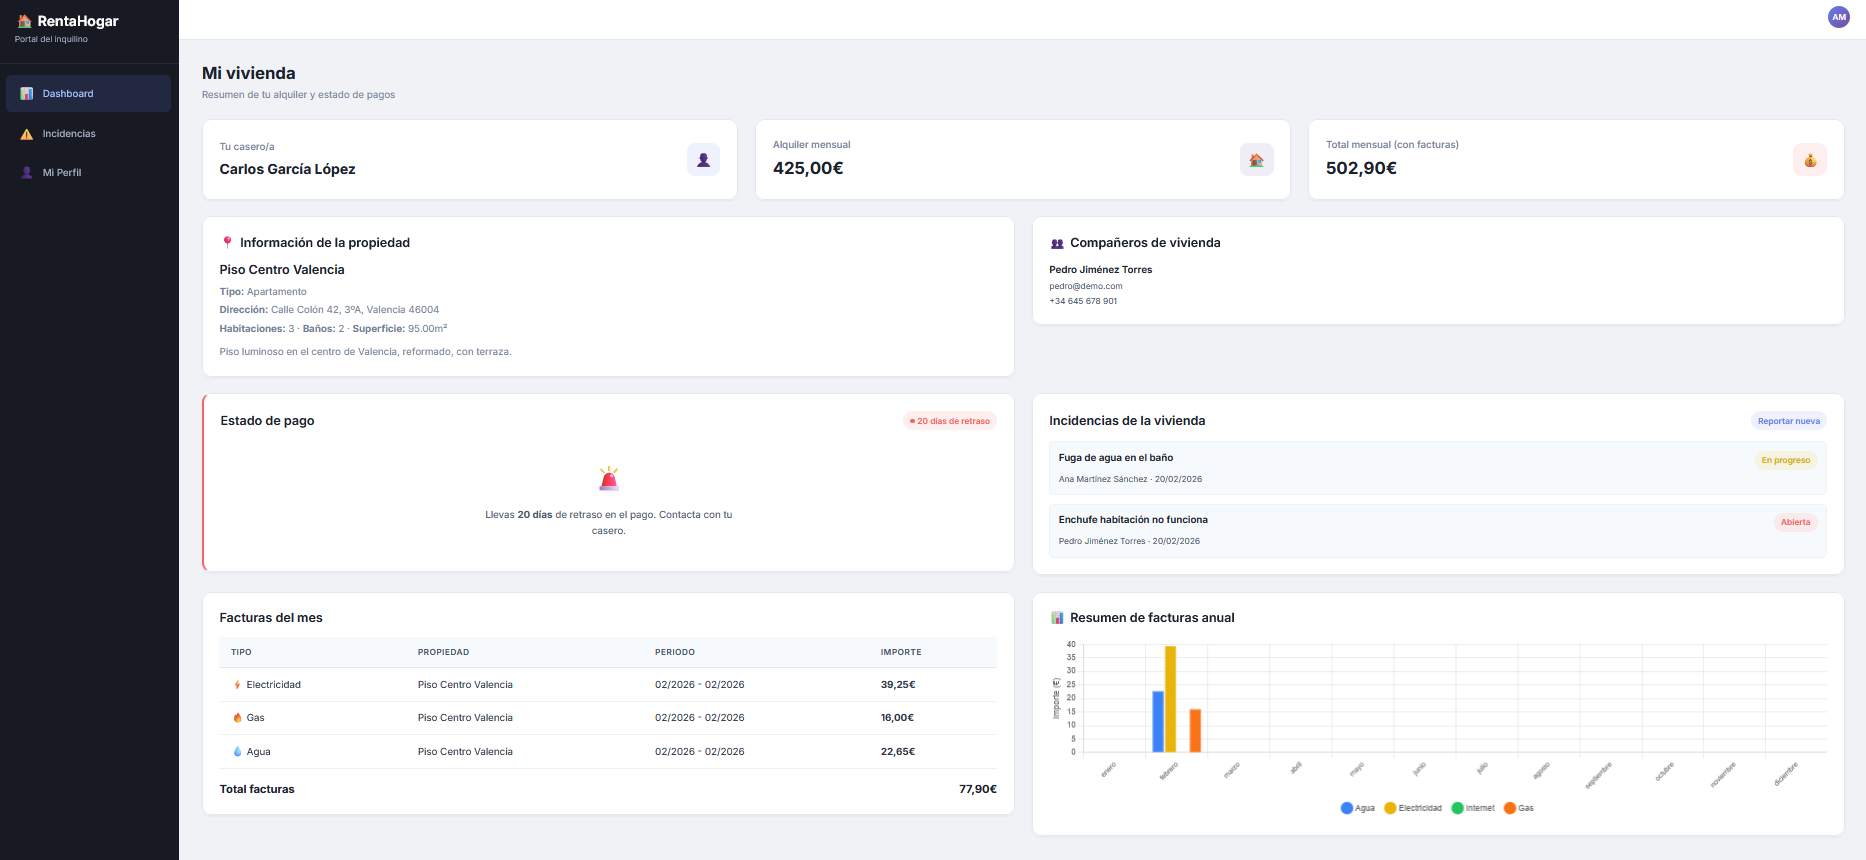 RentaHogar
Portal del inquilino
Dashboard
Incidencias
Mi Perfil
AM
Mi vivienda
Resumen de tu alquiler y estado de pagos
Tu casero/a
Carlos García López
Alquiler mensual
425,00€
Total mensual (con facturas)
502,90€
Información de la propiedad
Piso Centro Valencia
Tipo: Apartamento
Dirección: Calle Colón 42, 3ºA, Valencia 46004
Habitaciones: 3 · Baños: 2 · Superficie: 95.00m²
Piso luminoso en el centro de Valencia, reformado, con terraza.
Compañeros de vivienda
Pedro Jiménez Torres
pedro@demo.com
+34 645 678 901
Estado de pago
20 días de retraso
Llevas 20 días de retraso en el pago. Contacta con tu
casero.
Incidencias de la vivienda
Reportar nueva
Fuga de agua en el baño
En progreso
Ana Martínez Sánchez · 20/02/2026
Enchufe habitación no funciona
Abierta
Pedro Jiménez Torres · 20/02/2026
Facturas del mes
TIPO PROPIEDAD PERIODO IMPORTE
Electricidad Piso Centro Valencia 02/2026 - 02/2026 39,25€
Gas Piso Centro Valencia 02/2026 - 02/2026 16,00€
Agua Piso Centro Valencia 02/2026 - 02/2026 22,65€
Total facturas 77,90€
Resumen de facturas anual
Importe (€)
40
35
30
25
20
15
10
5
0
enero febrero marzo abril mayo junio julio agosto septiembre octubre noviembre diciembre
Agua Electricidad Internet Gas